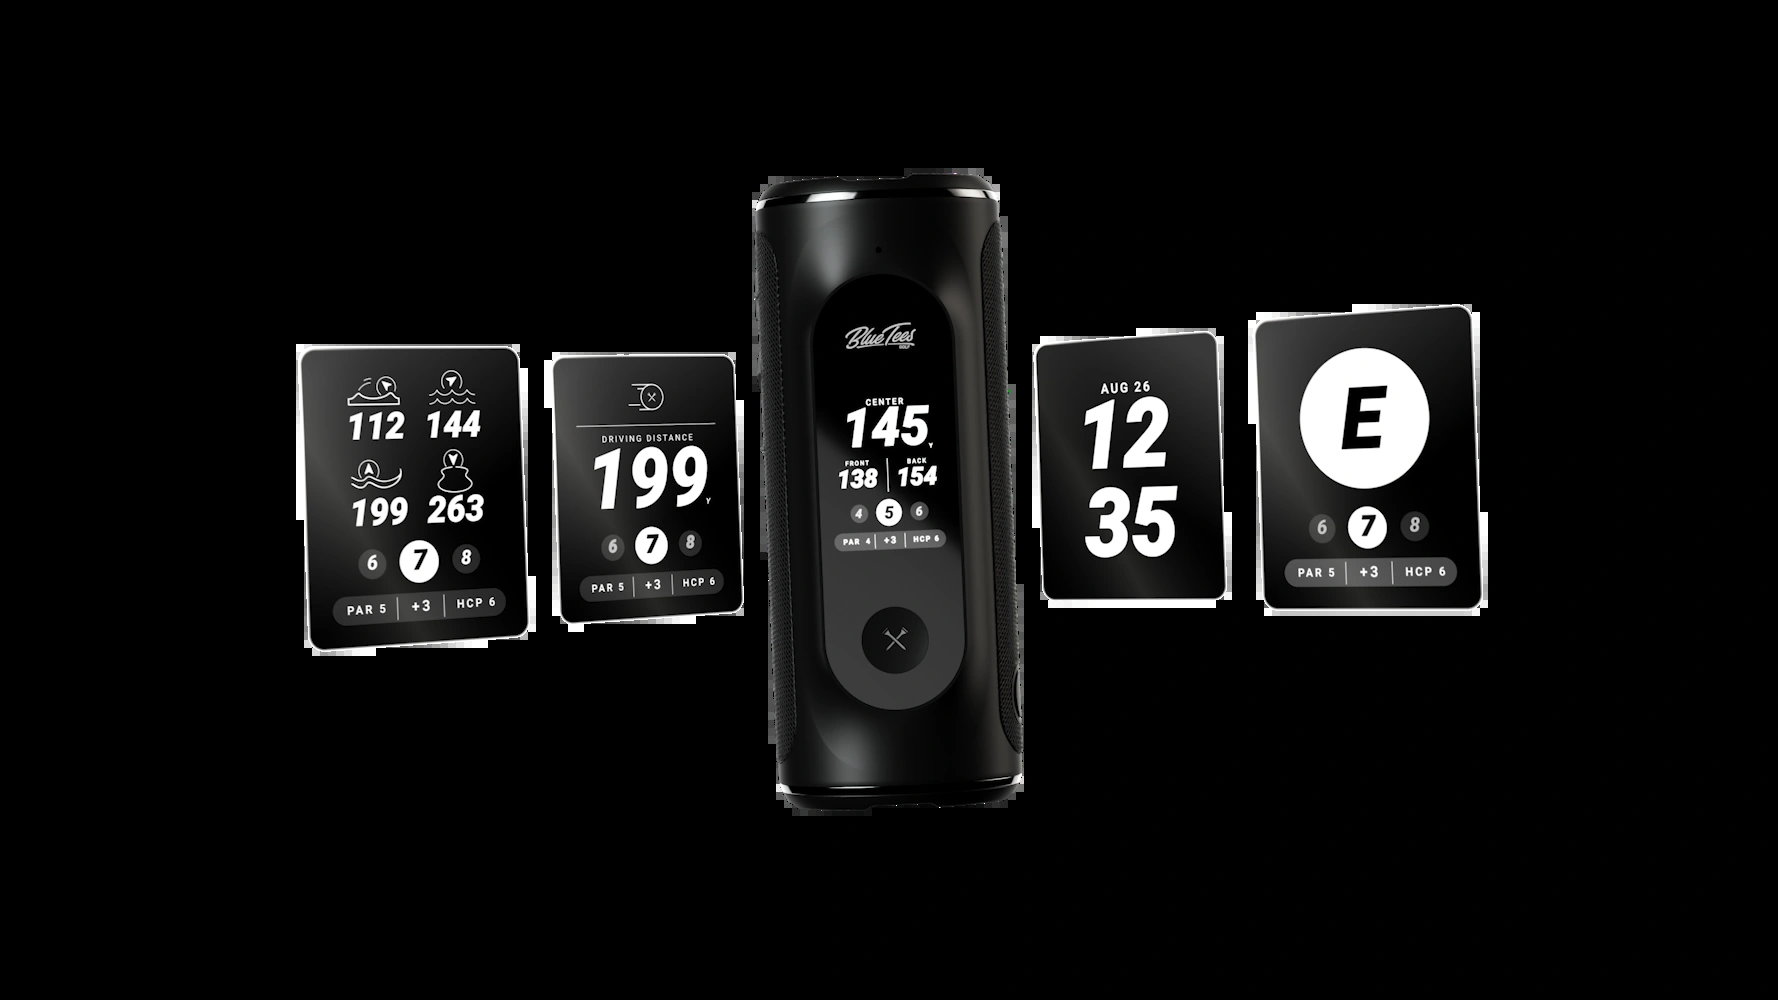 112 144
199 263
6 7 8
PAR 5 +3 HCP 6
DRIVING DISTANCE
199 Y
6 7 8
PAR 5 +3 HCP 6
Blue Tees
GOLF
CENTER
145 Y
FRONT BACK
138 154
4 5 6
PAR 4 +3 HCP 6
AUG 26
12
35
E
6 7 8
PAR 5 +3 HCP 6